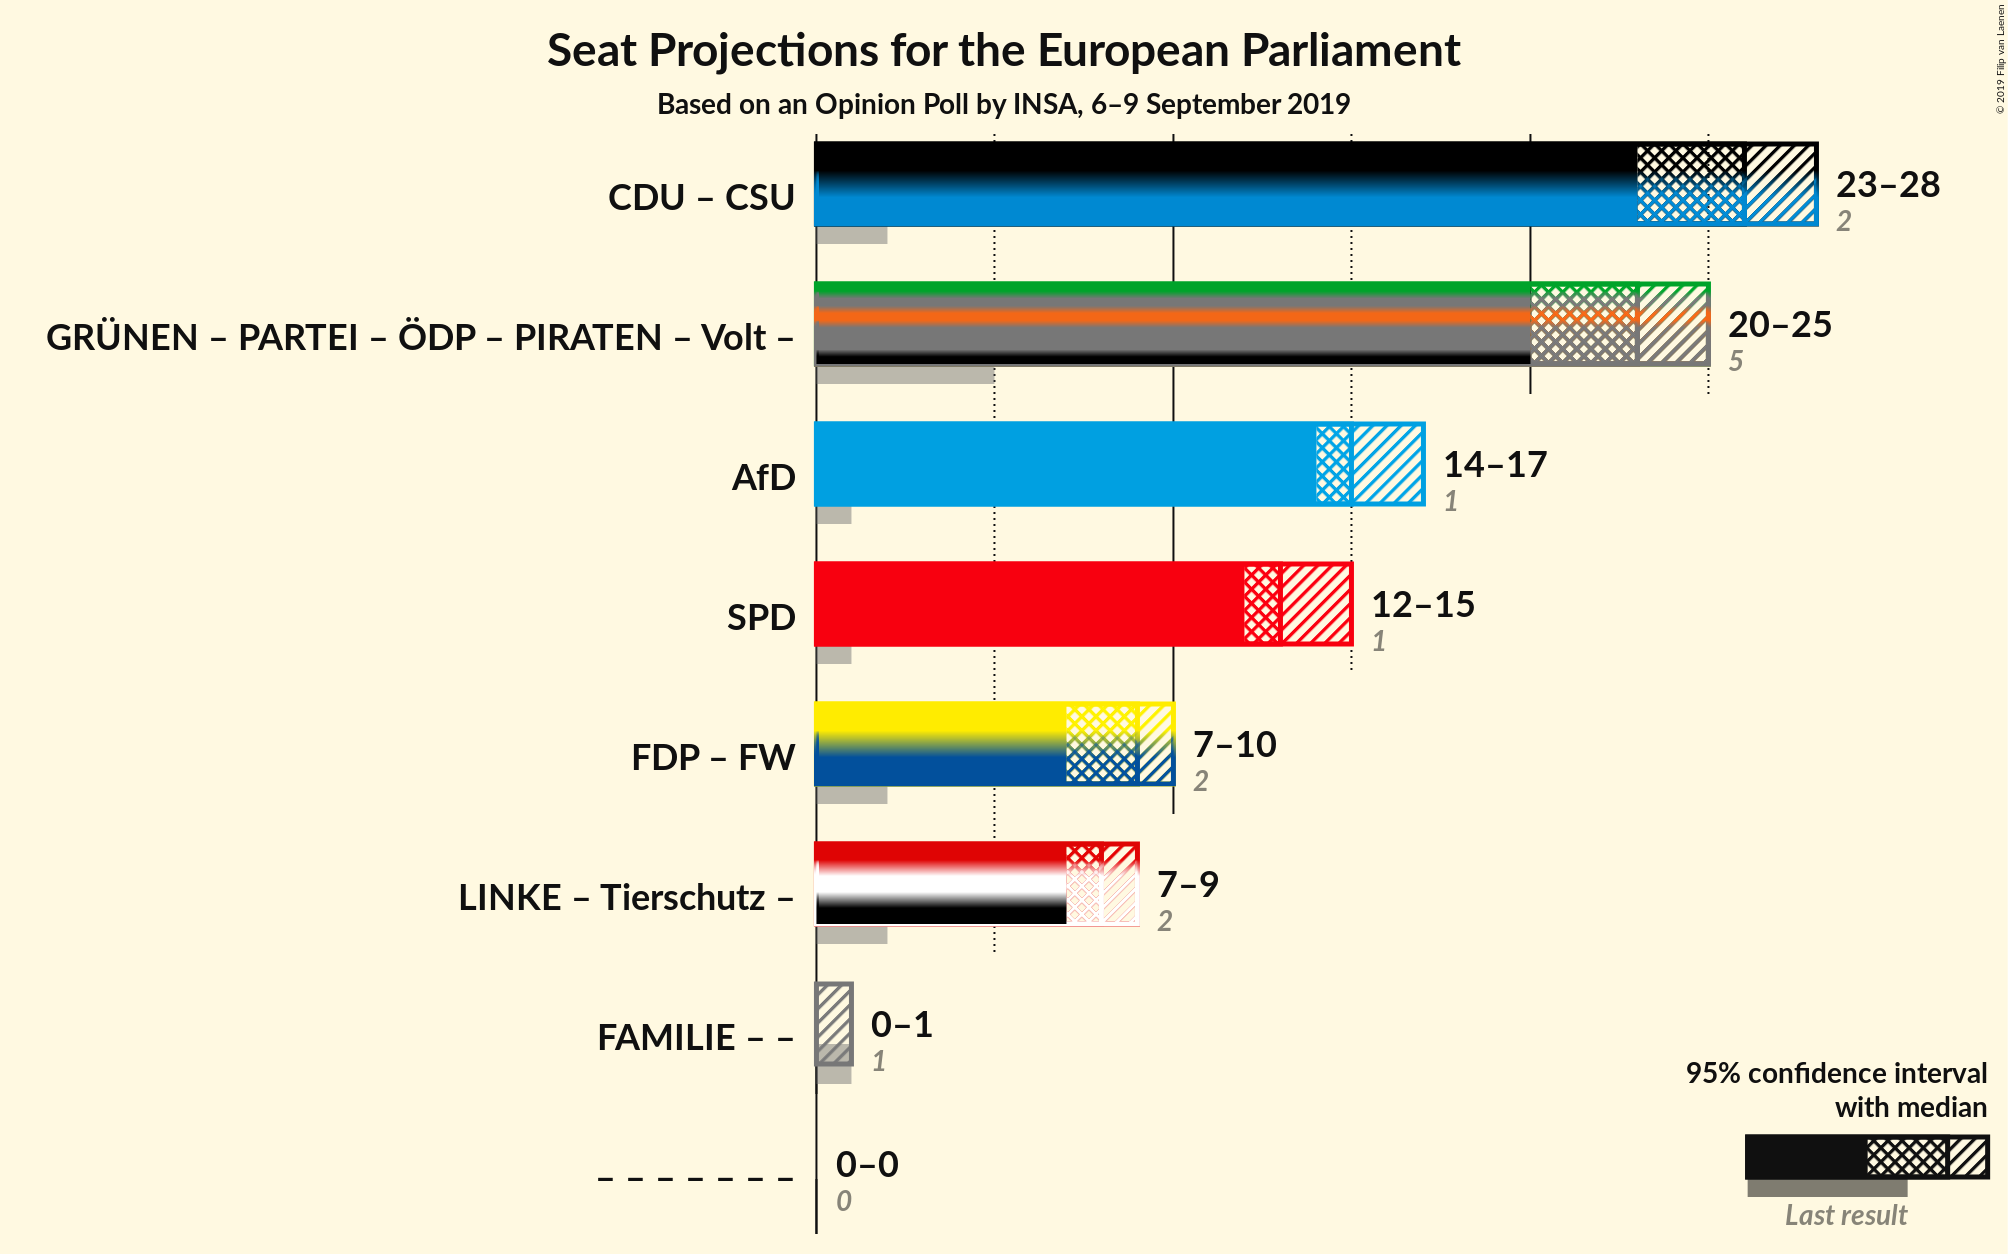 Seat Projections for the European Parliament
Based on an Opinion Poll by INSA, 6–9 September 2019
© 2019 Filip van Laenen
CDU – CSU
23–28
2
GRÜNEN – PARTEI – ÖDP – PIRATEN – Volt –
20–25
5
AfD
14–17
1
SPD
12–15
1
FDP – FW
7–10
2
LINKE – Tierschutz –
7–9
2
FAMILIE – –
0–1
1
– – – – – – –
0–0
0
95% confidence interval
with median
Last result